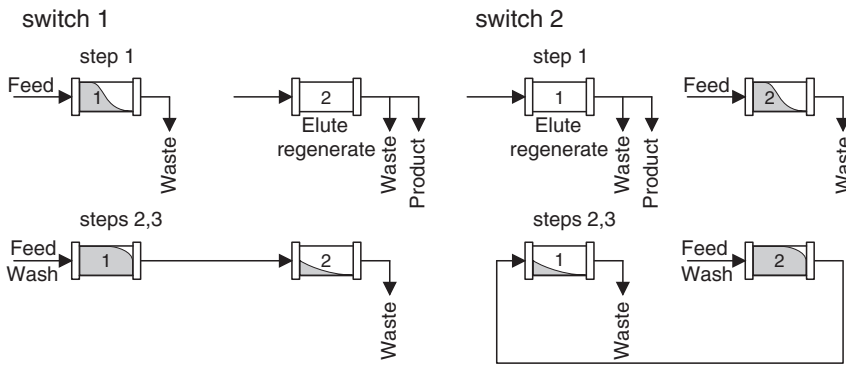 switch 1
switch 2
step 1
step 1
Feed
1
Waste
2
Elute
regenerate
Waste
Product
1
Elute
regenerate
Waste
Product
Feed
2
Waste
steps 2,3
steps 2,3
Feed
Wash
1
2
Waste
1
Waste
Feed
Wash
2